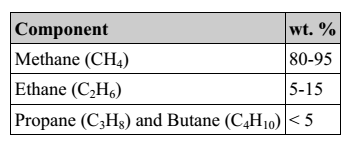 Component wt. %
Methane (CH₄) 80-95
Ethane (C₂H₆) 5-15
Propane (C₃H₈) and Butane (C₄H₁₀) < 5